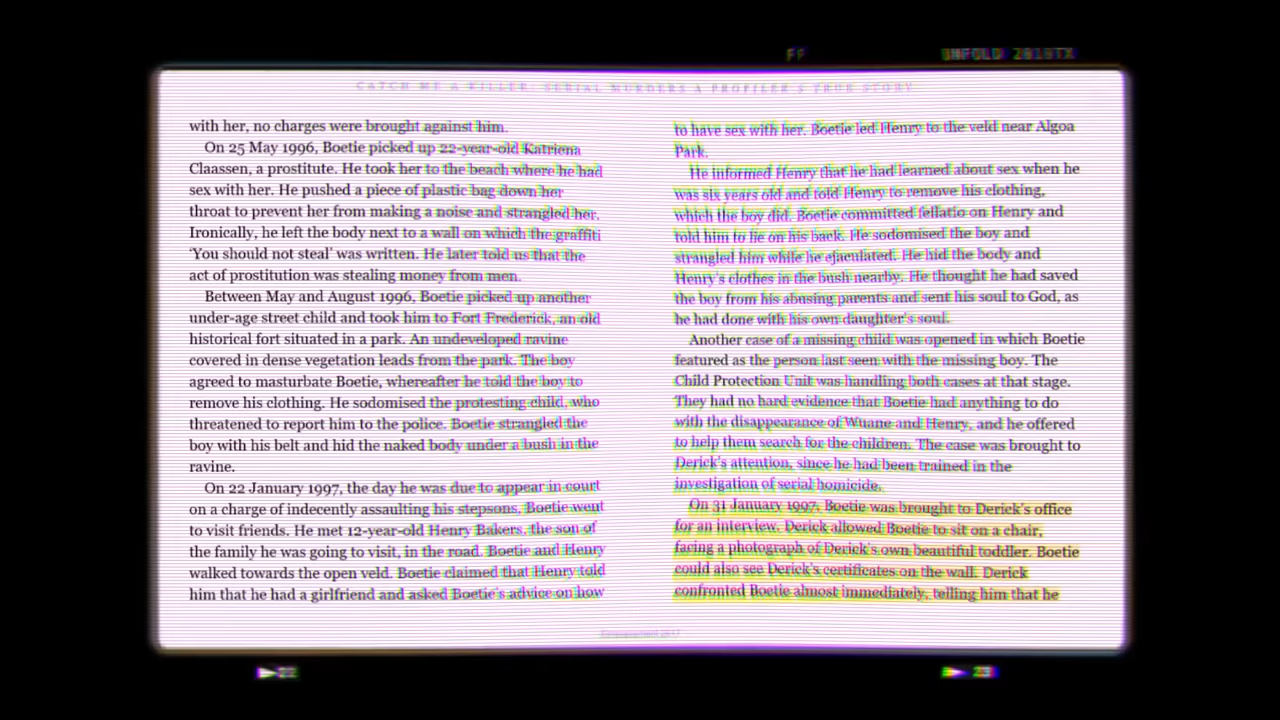 FF
UNFOLD 2018TX
CATCH ME A KILLER: SERIAL MURDERS A PROFILER'S TRUE STORY
with her, no charges were brought against him.
On 25 May 1996, Boetie picked up 22-year-old Katriena
Claassen, a prostitute. He took her to the beach where he had
sex with her. He pushed a piece of plastic bag down her
throat to prevent her from making a noise and strangled her.
Ironically, he left the body next to a wall on which the graffiti
‘You should not steal’ was written. He later told us that the
act of prostitution was stealing money from men.
Between May and August 1996, Boetie picked up another
under-age street child and took him to Fort Frederick, an old
historical fort situated in a park. An undeveloped ravine
covered in dense vegetation leads from the park. The boy
agreed to masturbate Boetie, whereafter he told the boy to
remove his clothing. He sodomised the protesting child, who
threatened to report him to the police. Boetie strangled the
boy with his belt and hid the naked body under a bush in the
ravine.
On 22 January 1997, the day he was due to appear in court
on a charge of indecently assaulting his stepsons, Boetie went
to visit friends. He met 12-year-old Henry Bakers, the son of
the family he was going to visit, in the road. Boetie and Henry
walked towards the open veld. Boetie claimed that Henry told
him that he had a girlfriend and asked Boetie's advice on how
to have sex with her. Boetie led Henry to the veld near Algoa
Park.
He informed Henry that he had learned about sex when he
was six years old and told Henry to remove his clothing,
which the boy did. Boetie committed fellatio on Henry and
told him to lie on his back. He sodomised the boy and
strangled him while he ejaculated. He hid the body and
Henry's clothes in the bush nearby. He thought he had saved
the boy from his abusing parents and sent his soul to God, as
he had done with his own daughter's soul.
Another case of a missing child was opened in which Boetie
featured as the person last seen with the missing boy. The
Child Protection Unit was handling both cases at that stage.
They had no hard evidence that Boetie had anything to do
with the disappearance of Wuane and Henry, and he offered
to help them search for the children. The case was brought to
Derick's attention, since he had been trained in the
investigation of serial homicide.
On 31 January 1997, Boetie was brought to Derick's office
for an interview. Derick allowed Boetie to sit on a chair,
facing a photograph of Derick's own beautiful toddler. Boetie
could also see Derick's certificates on the wall. Derick
confronted Boetie almost immediately, telling him that he